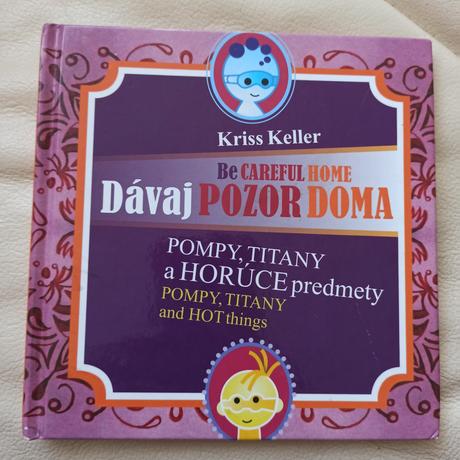 Kriss Keller
Be CAREFUL HOME
Dávaj POZOR DOMA
POMPY, TITANY
a HORÚCE predmety
POMPY, TITANY
and HOT things